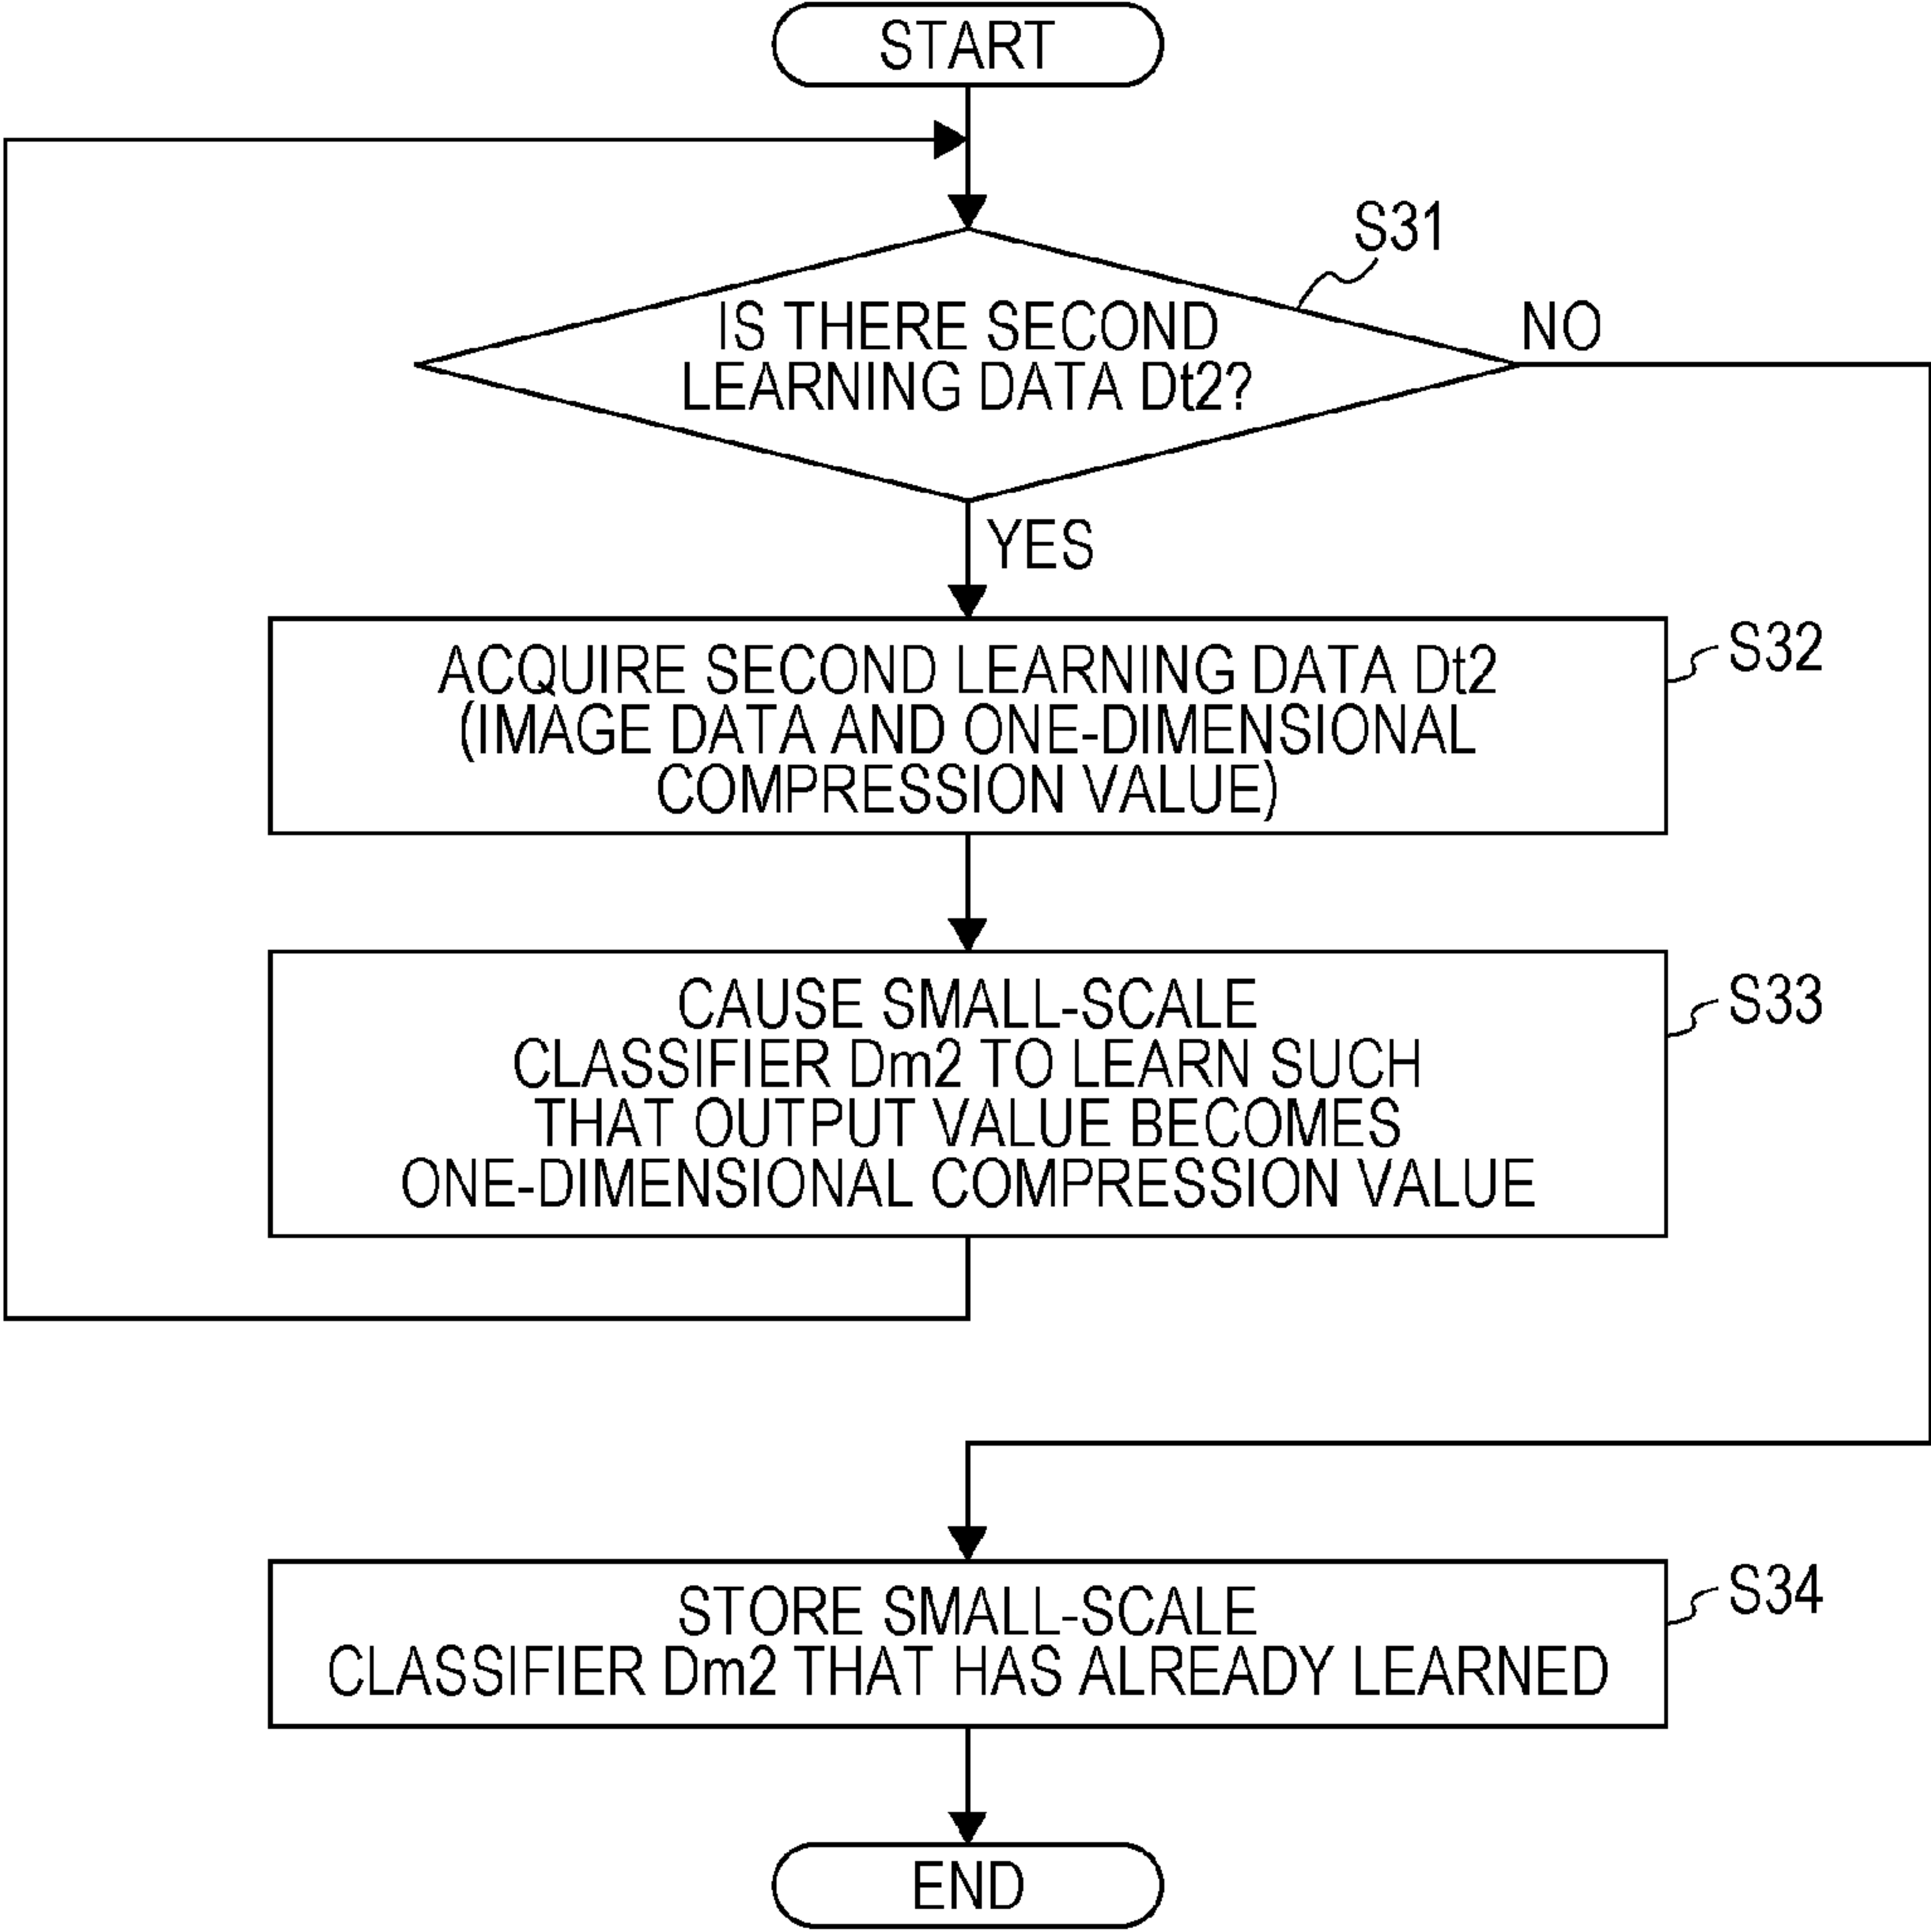 START
S31
IS THERE SECOND
LEARNING DATA Dt2?
NO
YES
ACQUIRE SECOND LEARNING DATA Dt2
(IMAGE DATA AND ONE-DIMENSIONAL
COMPRESSION VALUE)
S32
CAUSE SMALL-SCALE
CLASSIFIER Dm2 TO LEARN SUCH
THAT OUTPUT VALUE BECOMES
ONE-DIMENSIONAL COMPRESSION VALUE
S33
STORE SMALL-SCALE
CLASSIFIER Dm2 THAT HAS ALREADY LEARNED
S34
END